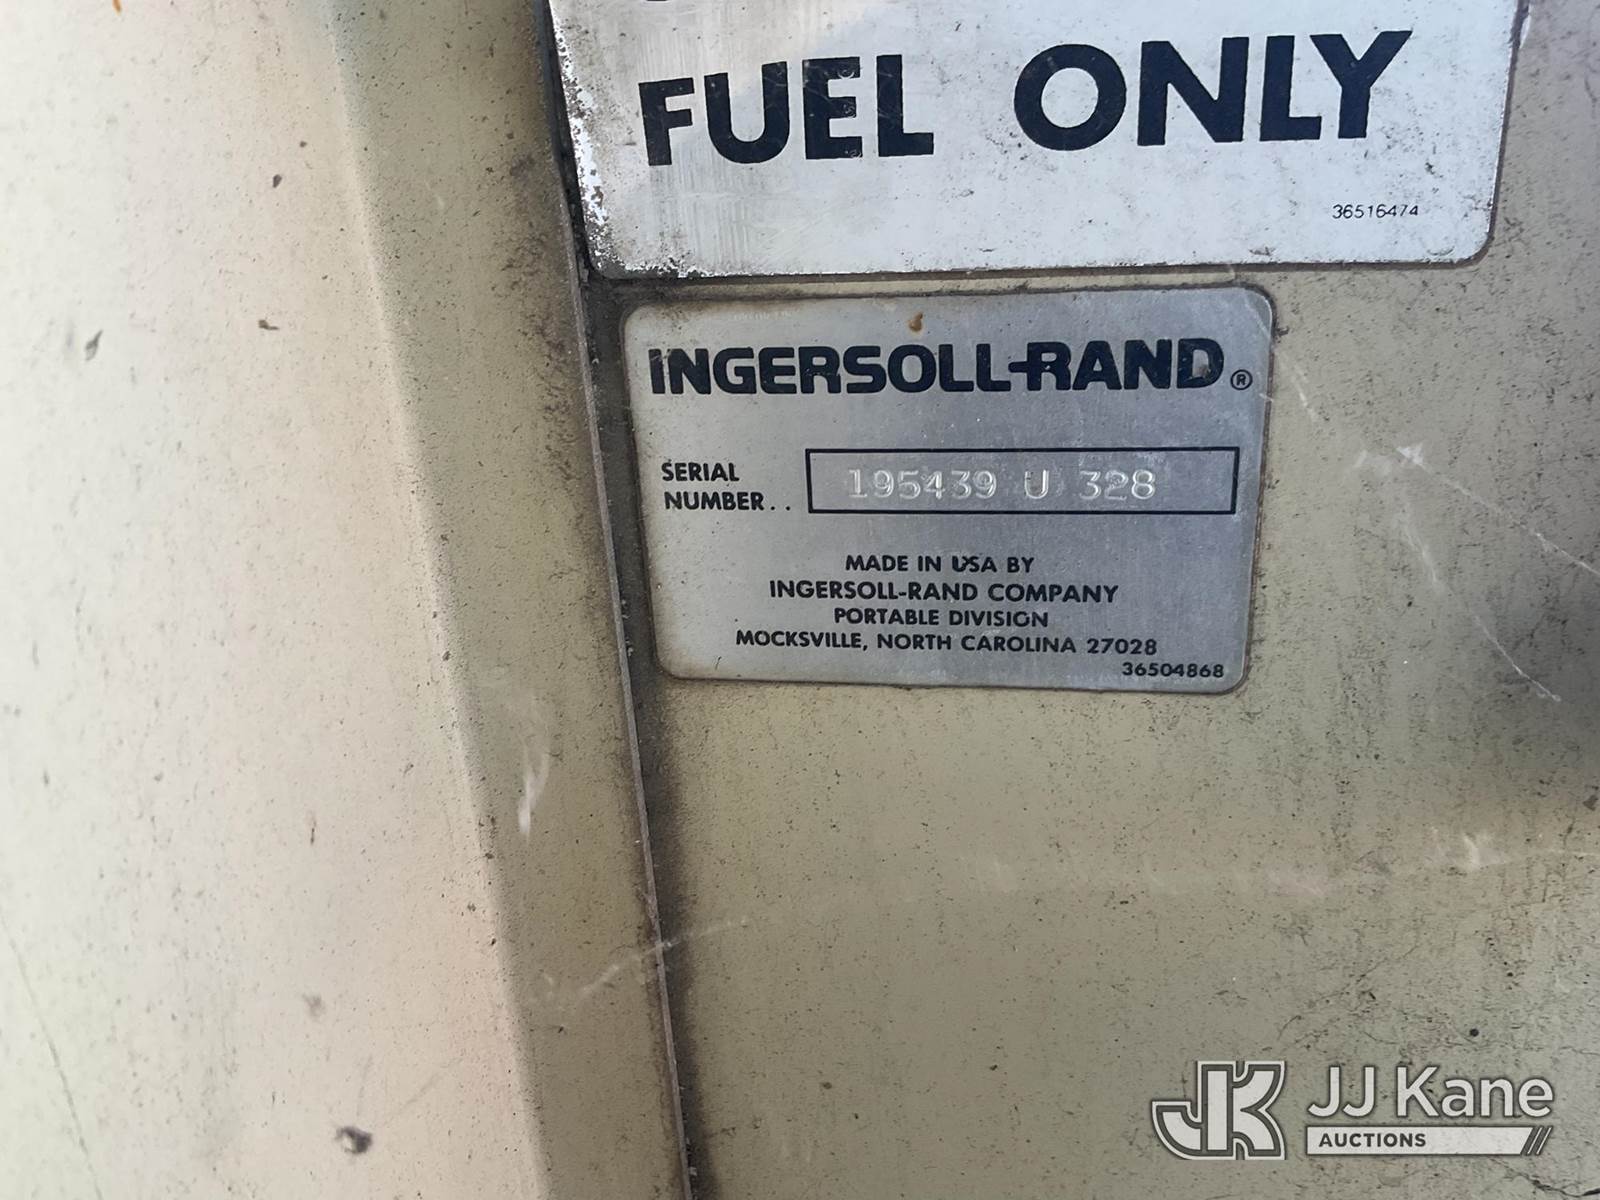 FUEL ONLY
36516474
INGERSOLL-RAND®
SERIAL
NUMBER.. 195439 U 328
MADE IN USA BY
INGERSOLL-RAND COMPANY
PORTABLE DIVISION
MOCKSVILLE, NORTH CAROLINA 27028
36504868
JK JJ Kane
AUCTIONS